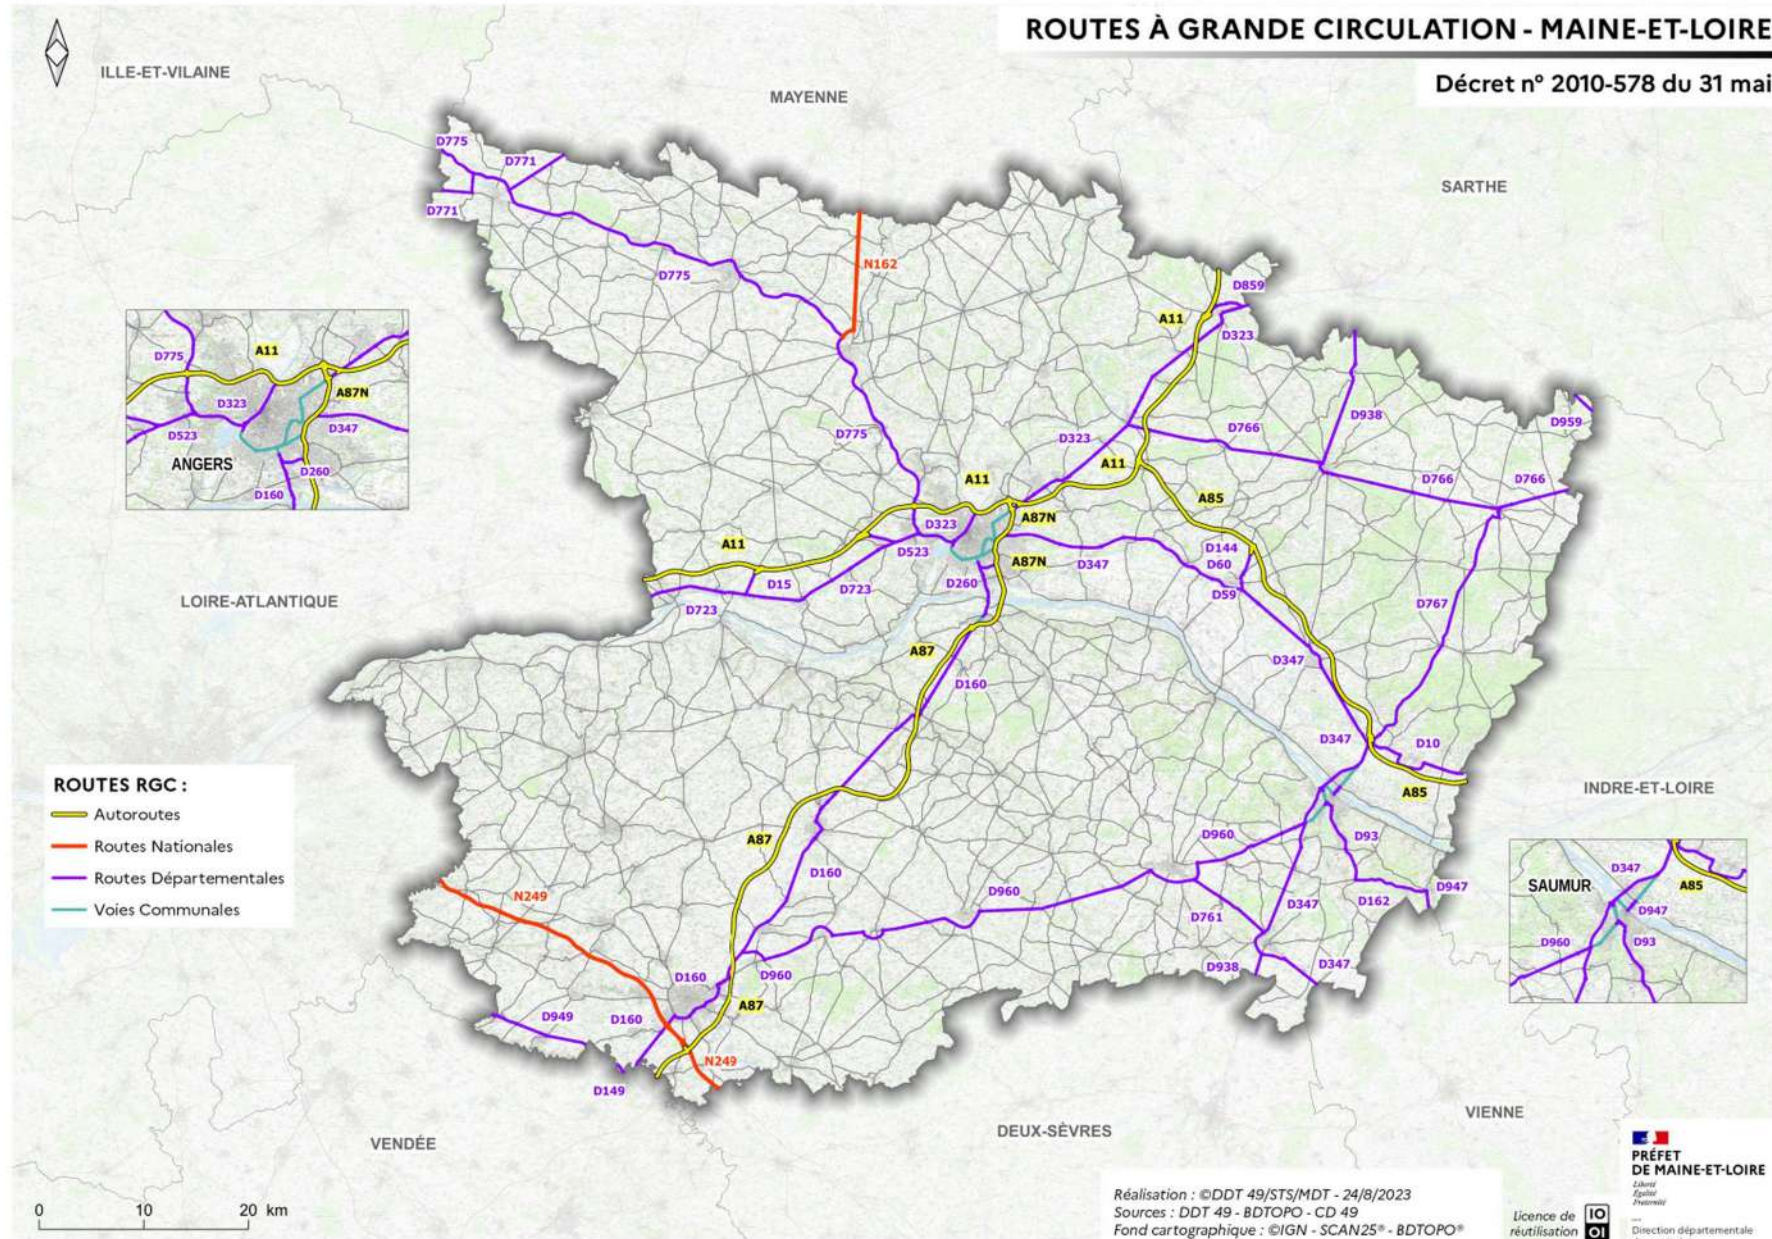 ROUTES À GRANDE CIRCULATION - MAINE-ET-LOIRE
Décret n° 2010-578 du 31 mai
ILLE-ET-VILAINE
MAYENNE
SARTHE
D775
D771
D771
D775
N162
D859
A11
D323
D938
D959
D775
D323
D766
A11
D766
D766
A11
A85
A87N
D323
A11
D523
A87N
D347
D144
D60
D59
D15
D723
D260
D723
D767
LOIRE-ATLANTIQUE
A87
D347
D160
D347
D10
A85
INDRE-ET-LOIRE
A87
D960
D93
D160
D960
D347
D162
D947
N249
D761
D160
D960
D938
D347
A87
D949
D160
N249
D149
VENDÉE
DEUX-SÈVRES
VIENNE
D775
A11
A87N
D323
D347
D523
ANGERS
D260
D160
D347
SAUMUR
A85
D947
D960
D93
ROUTES RGC :
Autoroutes
Routes Nationales
Routes Départementales
Voies Communales
0 10 20 km
Réalisation : ©DDT 49/STS/MDT - 24/8/2023
Sources : DDT 49 - BDTOPO - CD 49
Fond cartographique : ©IGN - SCAN25® - BDTOPO®
Licence de
réutilisation
IO
OI
PRÉFET
DE MAINE-ET-LOIRE
Liberté
Égalité
Fraternité
Direction départementale